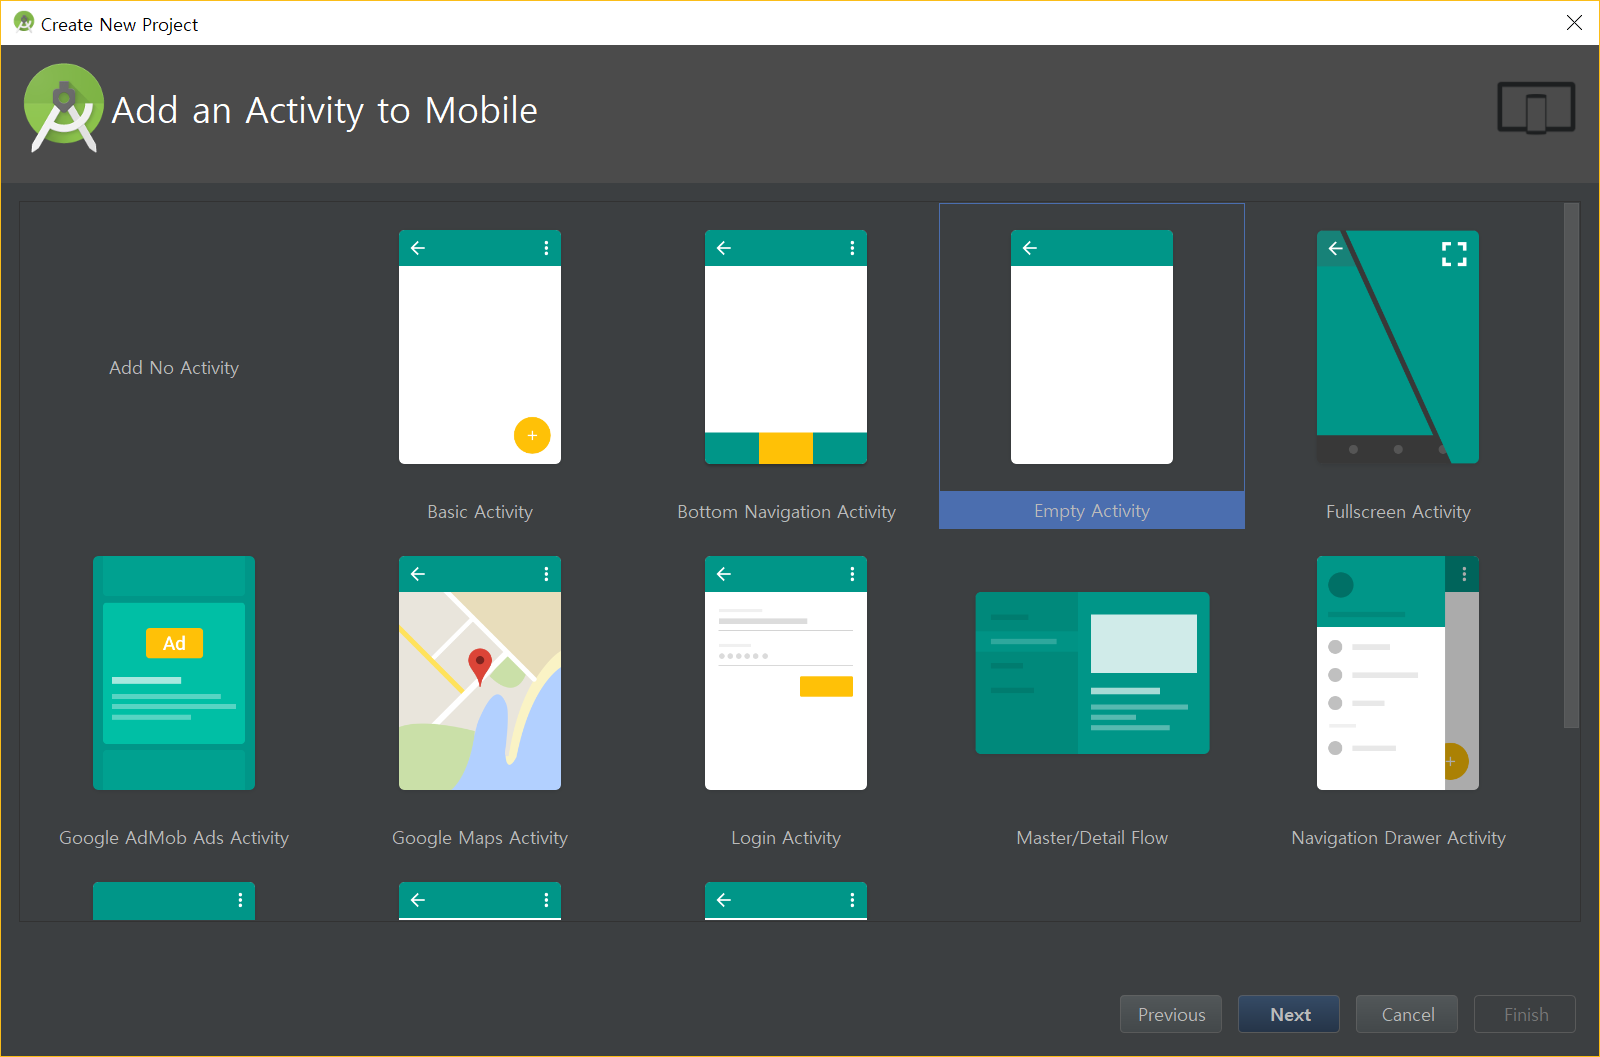 Create New Project
Add an Activity to Mobile
Add No Activity
Basic Activity
Bottom Navigation Activity
Empty Activity
Fullscreen Activity
Ad
Google AdMob Ads Activity
Google Maps Activity
Login Activity
Master/Detail Flow
Navigation Drawer Activity
Previous
Next
Cancel
Finish